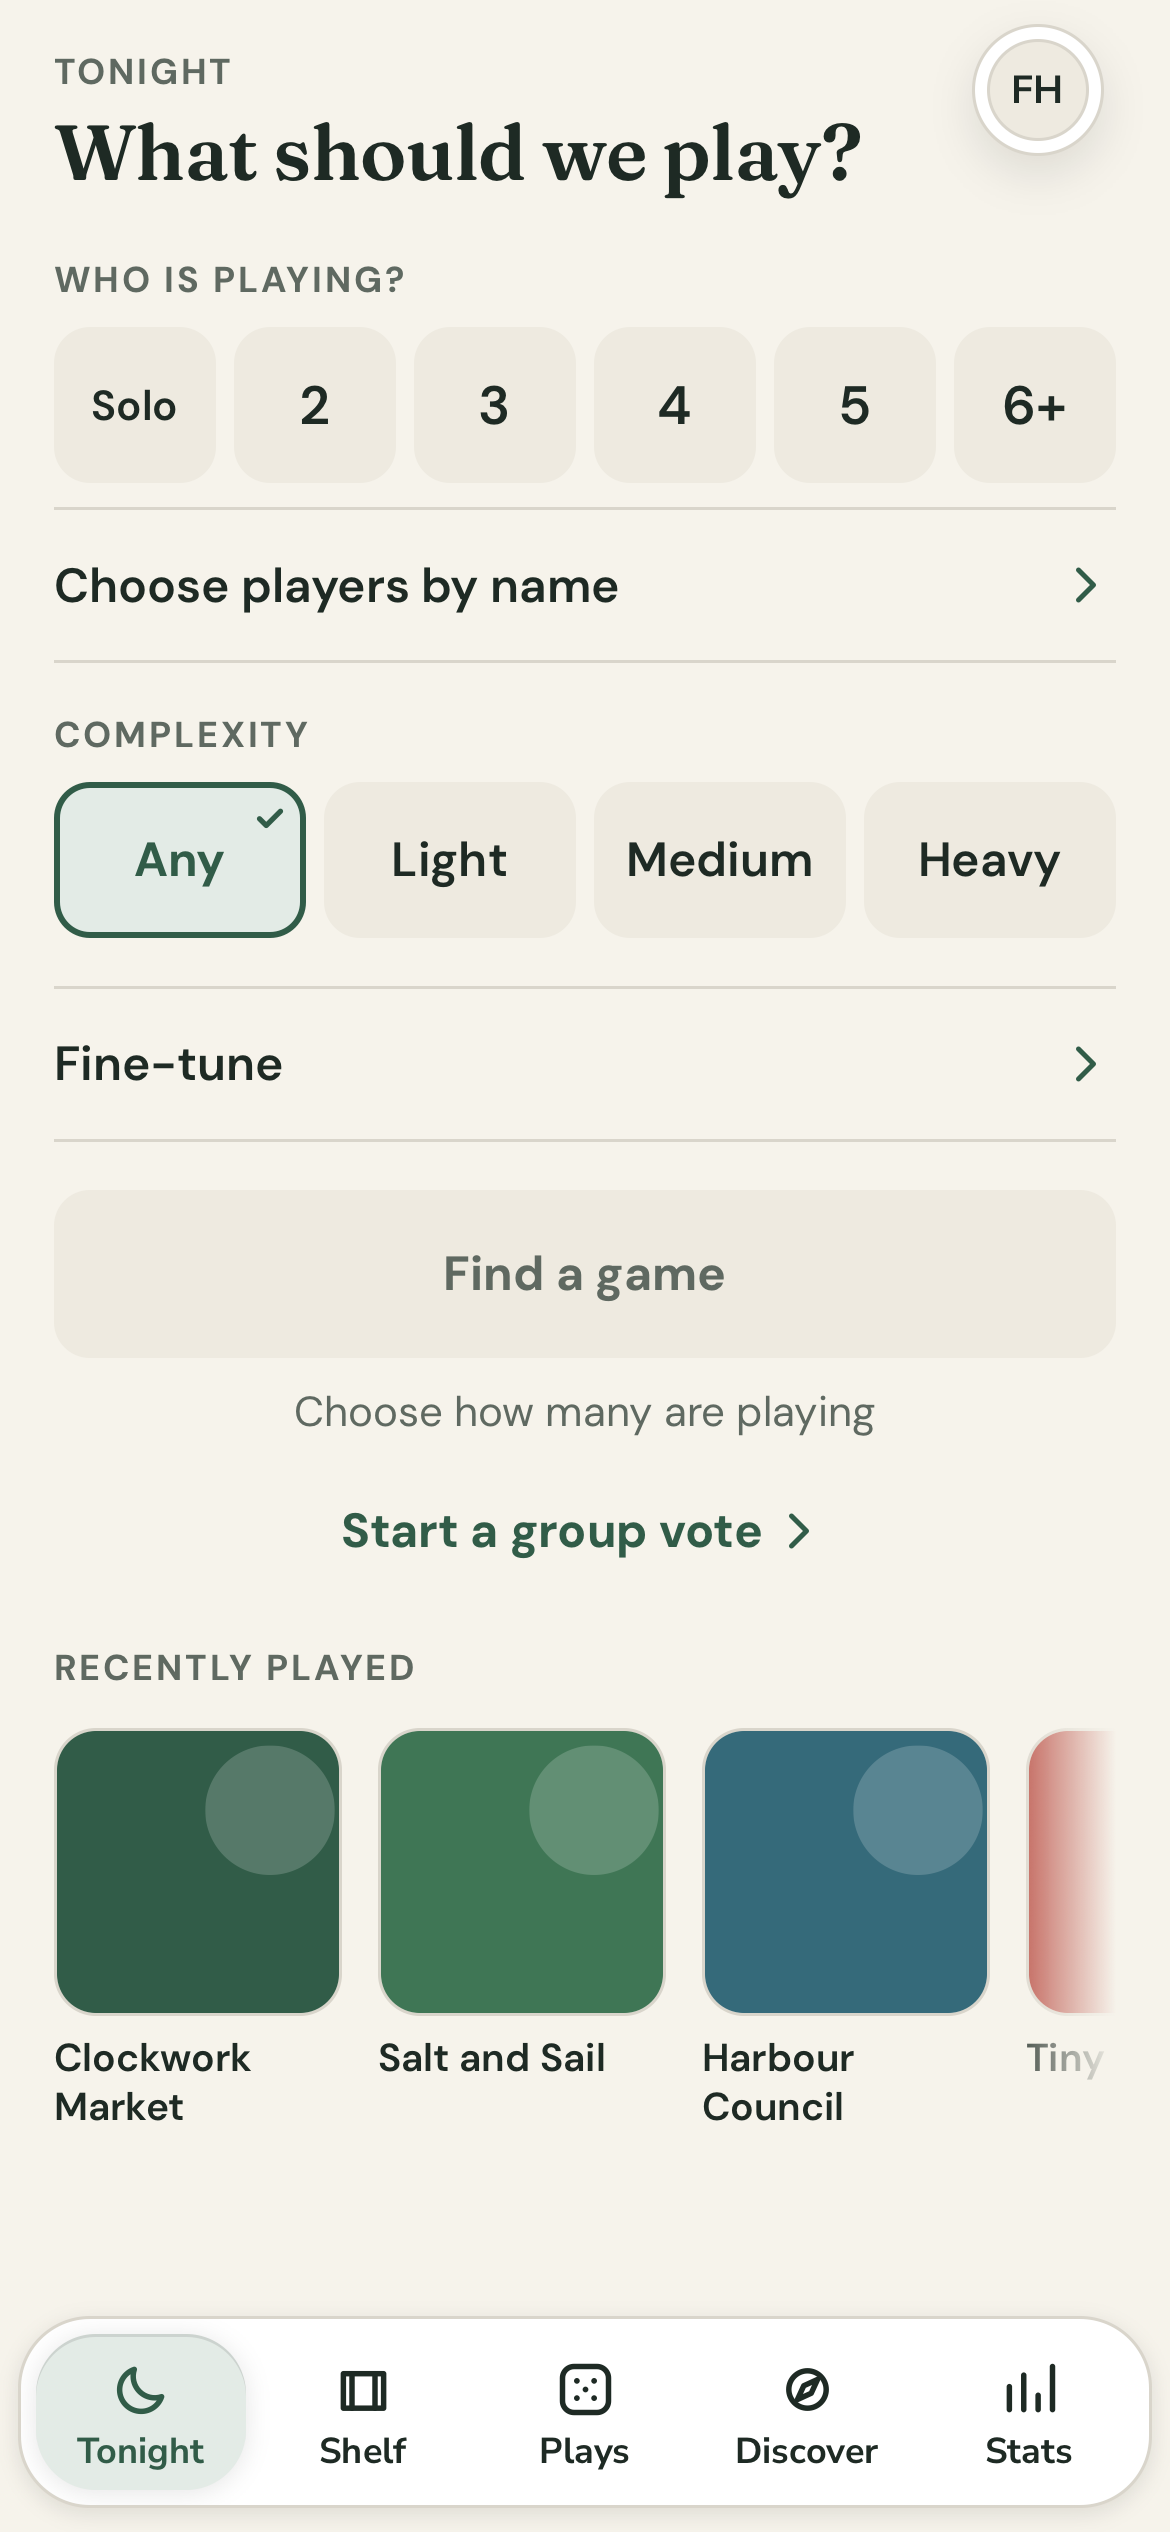 TONIGHT
FH
What should we play?
WHO IS PLAYING?
Solo
2
3
4
5
6+
Choose players by name
COMPLEXITY
Any
Light
Medium
Heavy
Fine-tune
Find a game
Choose how many are playing
Start a group vote
RECENTLY PLAYED
Clockwork
Market
Salt and Sail
Harbour
Council
Tiny
Tonight
Shelf
Plays
Discover
Stats